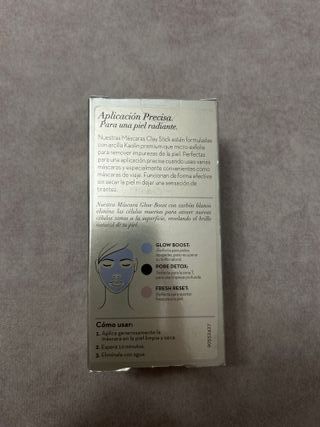 Aplicación Precisa.
Para una piel radiante.
Nuestras Máscaras Clay Stick están formuladas
con arcilla Kaolin premium que micro exfolia
para remover impurezas de la piel. Perfectas
para una aplicación precisa cuando usas varias
máscaras y especialmente convenientes como
máscaras de viaje. Funcionan de forma efectiva
sin secar la piel ni dejar una sensación de
tirantez.
Nuestra Máscara Glow Boost con carbón blanco
elimina las células muertas para atraer nuevas
células sanas a la superficie, revelando el brillo
natural de tu piel.
GLOW BOOST:
PORE DETOX:
FRESH RESET:
Cómo usar:
1. Aplica generosamente la
máscara en la piel limpia y seca.
2. Espera 10 minutos.
3. Elimínala con agua